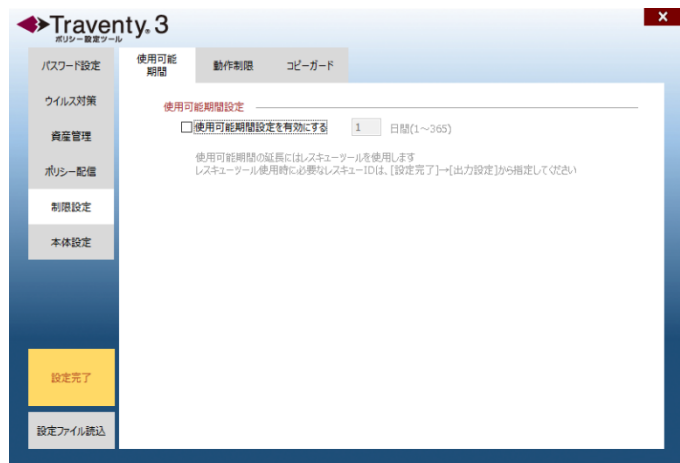 Traventy® 3
ポリシー設定ツール
X
パスワード設定
ウイルス対策
資産管理
ポリシー配信
制限設定
本体設定
設定完了
設定ファイル読込
使用可能
期間
動作制限
コピーガード
使用可能期間設定
使用可能期間設定を有効にする 1 日間(1～365)
使用可能期間の延長にはレスキューツールを使用します
レスキューツール使用時に必要なレスキューIDは、[設定完了]→[出力設定]から指定してください